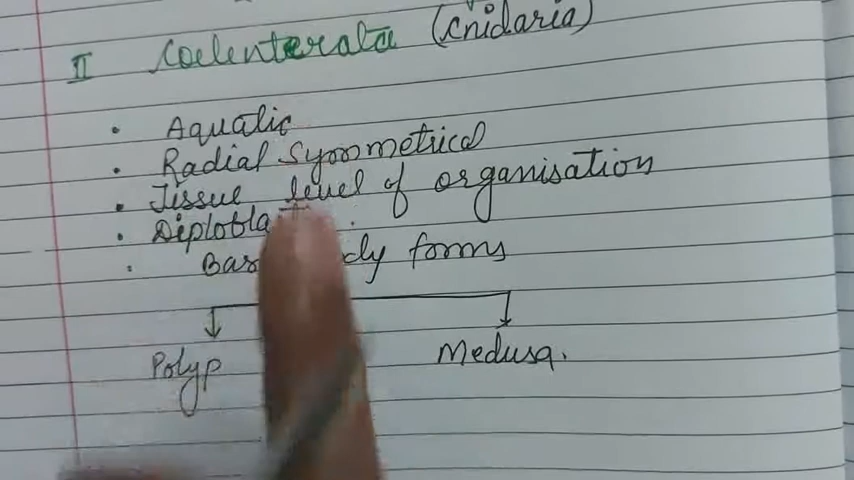 II Coelenterata (cnidaria)
• Aquatic
• Radial Symmetrical
• Tissue level of organisation
•
• forms
Polyp Medusa.